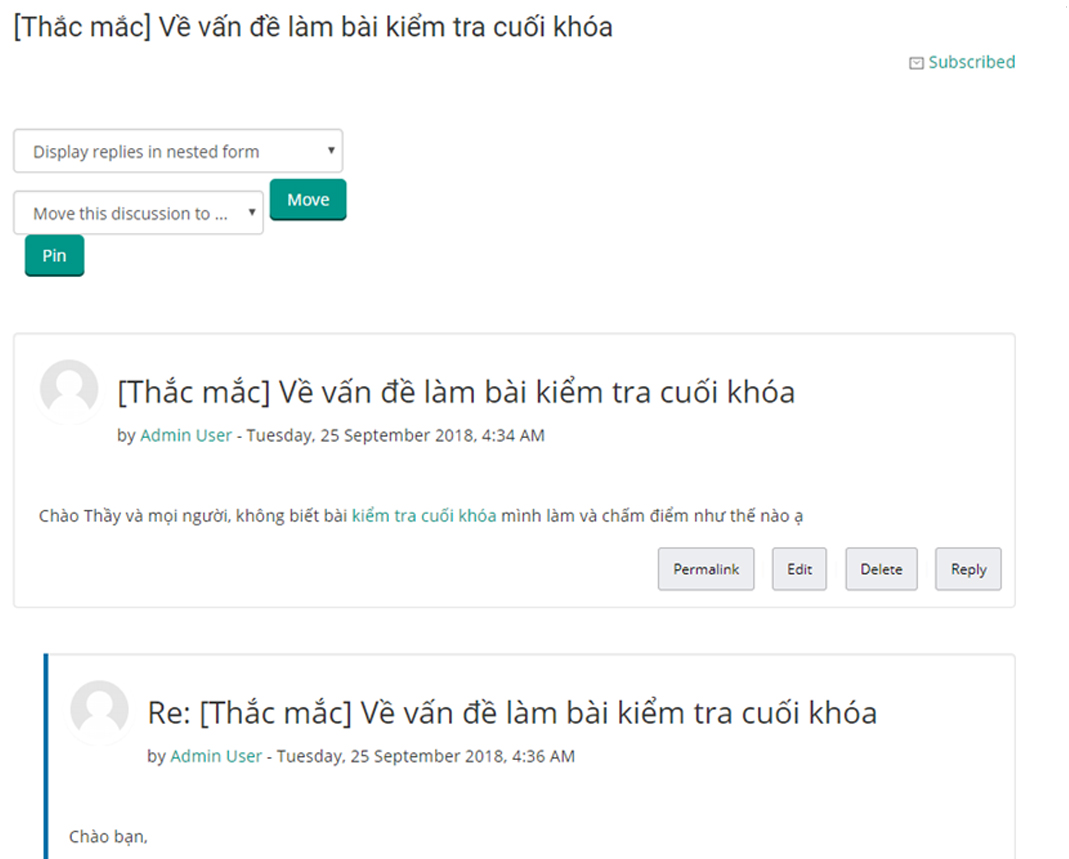 [Thắc mắc] Về vấn đề làm bài kiểm tra cuối khóa
Subscribed
Display replies in nested form
Move this discussion to ...
Move
Pin
[Thắc mắc] Về vấn đề làm bài kiểm tra cuối khóa
by Admin User - Tuesday, 25 September 2018, 4:34 AM
Chào Thầy và mọi người, không biết bài kiểm tra cuối khóa mình làm và chấm điểm như thế nào ạ
Permalink Edit Delete Reply
Re: [Thắc mắc] Về vấn đề làm bài kiểm tra cuối khóa
by Admin User - Tuesday, 25 September 2018, 4:36 AM
Chào bạn,